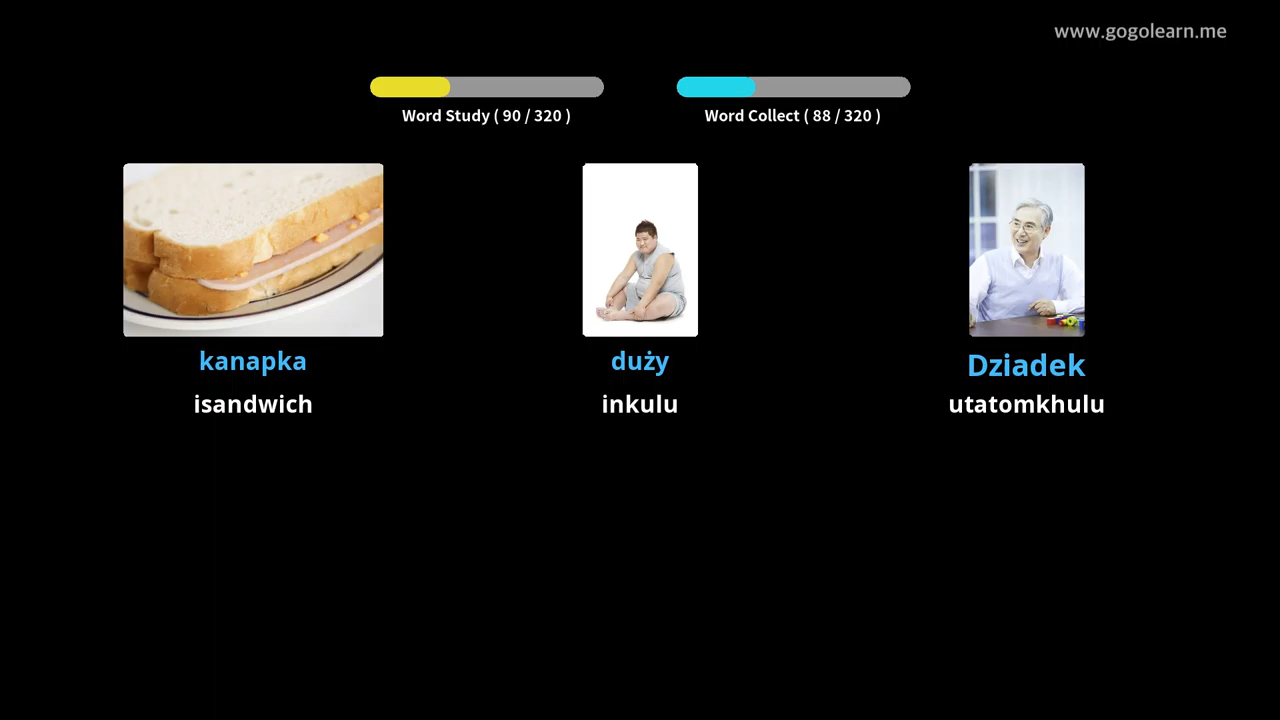 www.gogolearn.me
Word Study ( 90 / 320 )
Word Collect ( 88 / 320 )
kanapka
duży
Dziadek
isandwich
inkulu
utatomkhulu